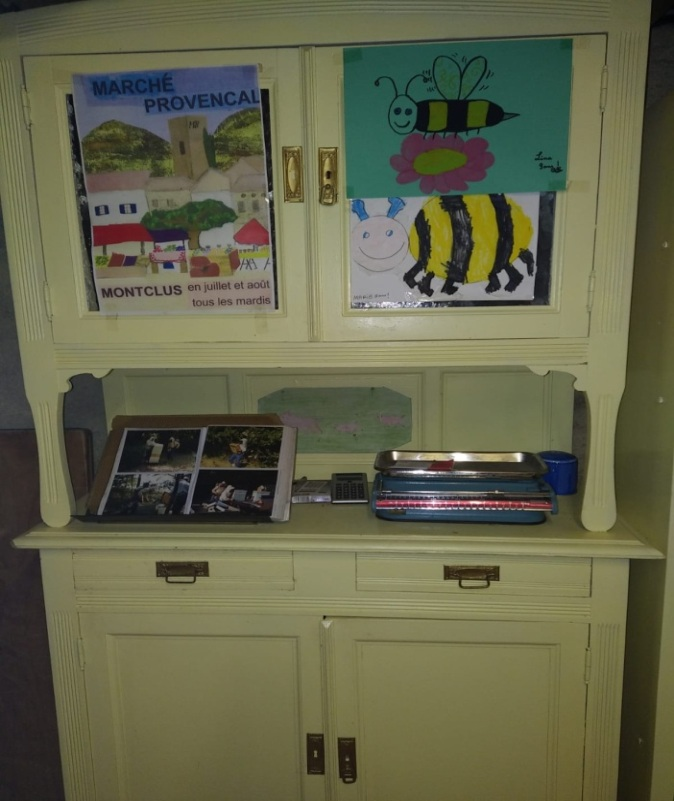 MARCHÉ
PROVENCAL
MONTCLUS en juillet et août
tous les mardis